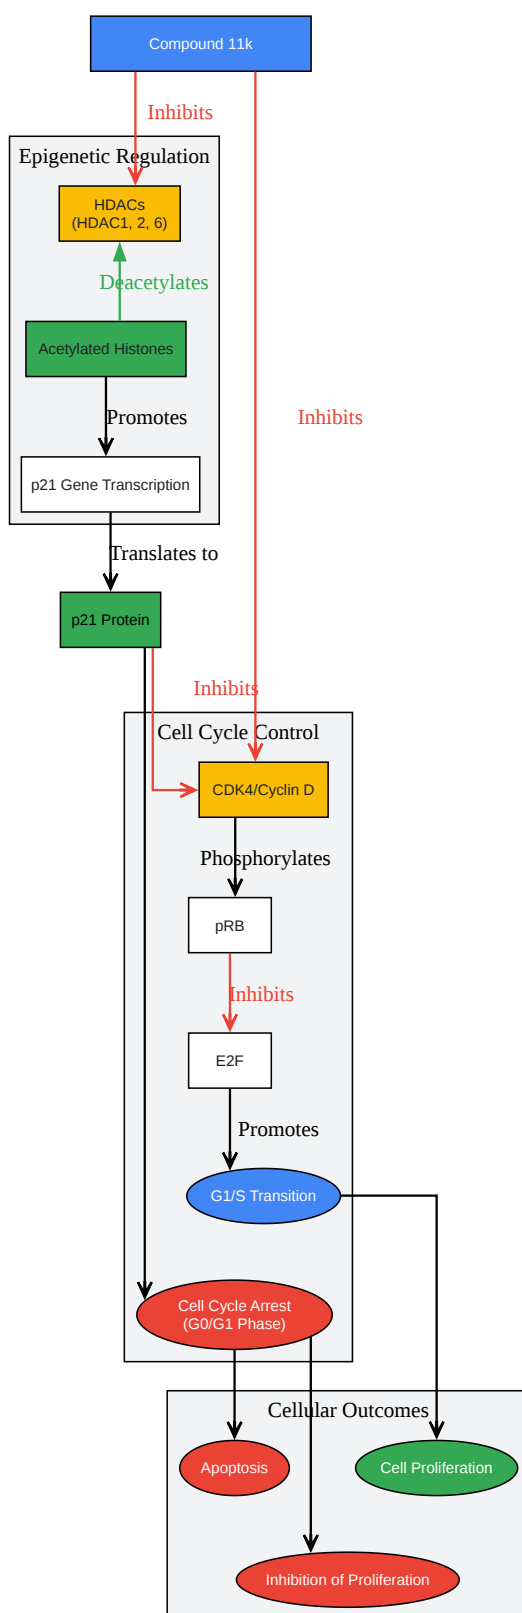 Compound 11k
Inhibits
Epigenetic Regulation
HDACs
(HDAC1, 2, 6)
Deacetylates
Acetylated Histones
Promotes
Inhibits
p21 Gene Transcription
Translates to
p21 Protein
Inhibits
Cell Cycle Control
CDK4/Cyclin D
Phosphorylates
pRB
Inhibits
E2F
Promotes
G1/S Transition
Cell Cycle Arrest
(G0/G1 Phase)
Cellular Outcomes
Apoptosis
Cell Proliferation
Inhibition of Proliferation